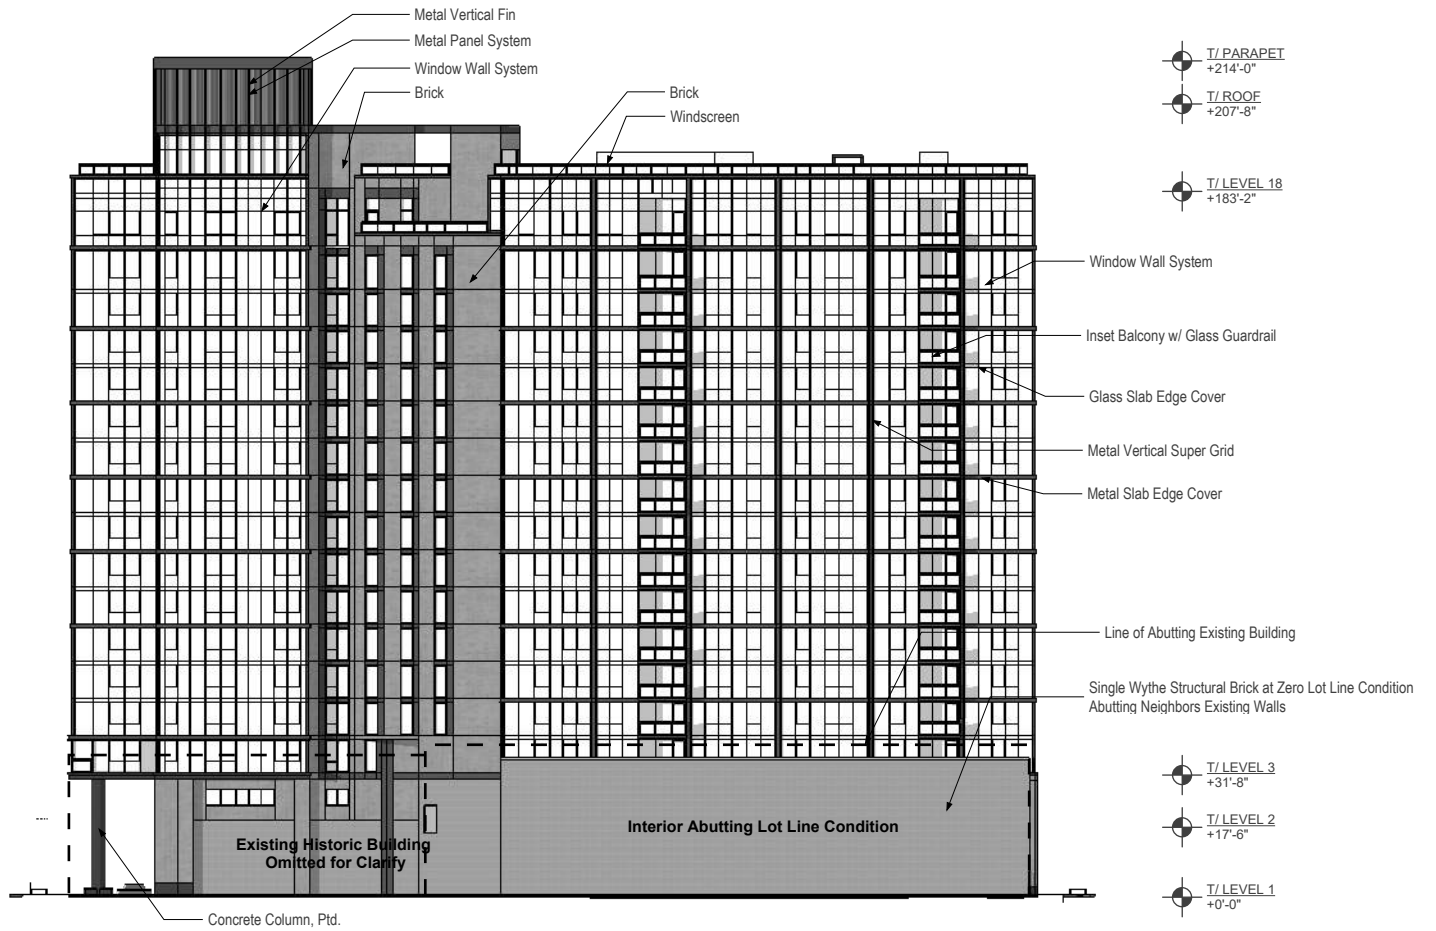 Metal Vertical Fin
Metal Panel System
Window Wall System
Brick
Brick
Windscreen
T/ PARAPET
+214'-0"
T/ ROOF
+207'-8"
T/ LEVEL 18
+183'-2"
Window Wall System
Inset Balcony w/ Glass Guardrail
Glass Slab Edge Cover
Metal Vertical Super Grid
Metal Slab Edge Cover
Line of Abutting Existing Building
Single Wythe Structural Brick at Zero Lot Line Condition
Abutting Neighbors Existing Walls
T/ LEVEL 3
+31'-8"
T/ LEVEL 2
+17'-6"
Interior Abutting Lot Line Condition
Existing Historic Building
Omitted for Clarify
T/ LEVEL 1
+0'-0"
Concrete Column, Ptd.